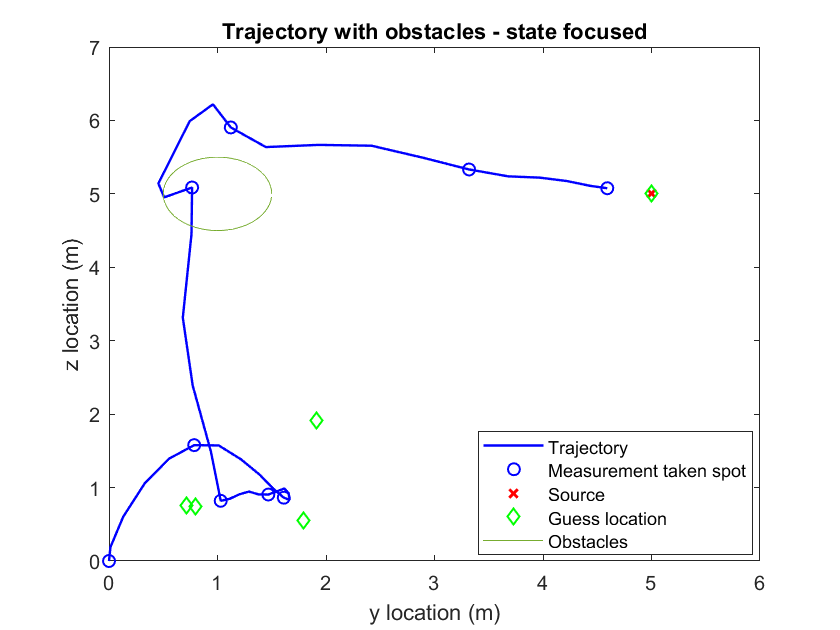 Trajectory with obstacles - state focused
7
6
5
4
3
2
1
0
z location (m)
Trajectory
Measurement taken spot
Source
Guess location
Obstacles
0 1 2 3 4 5 6
y location (m)